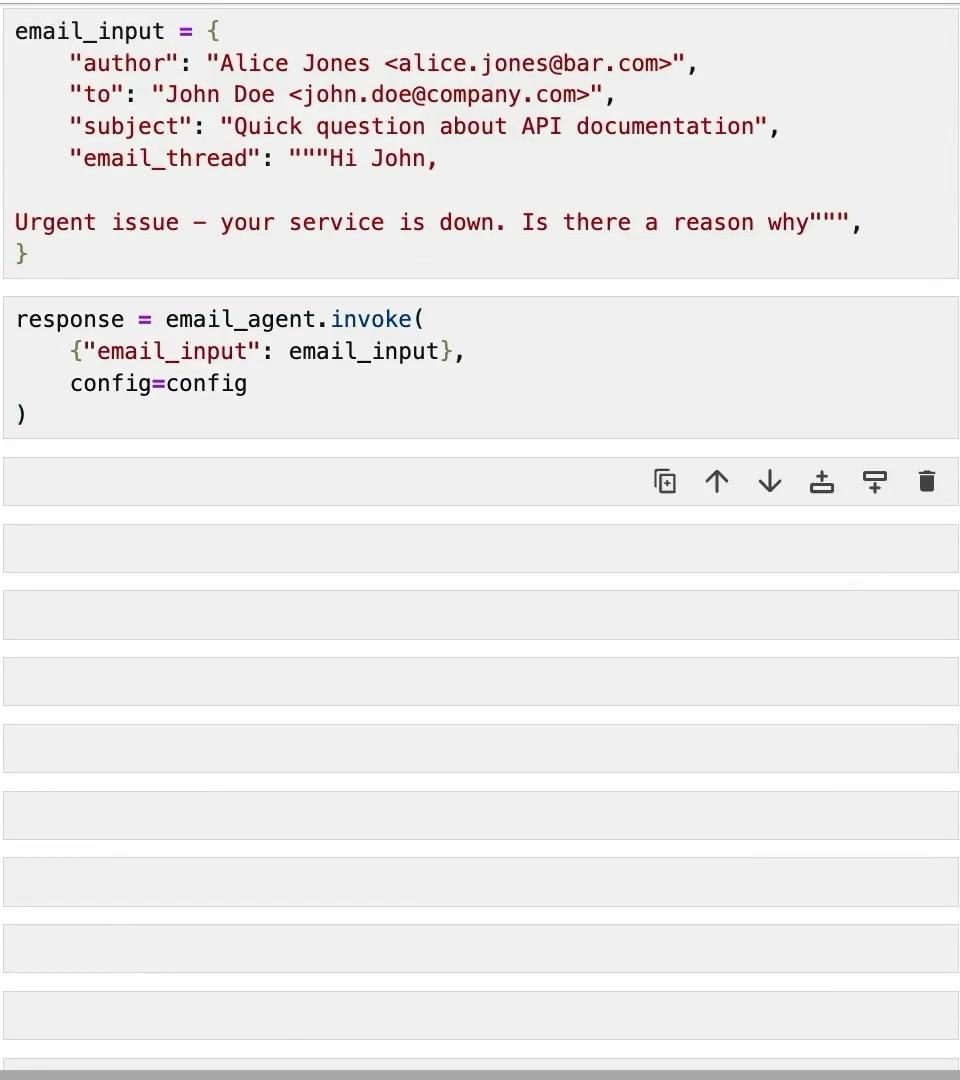 email_input = {
    "author": "Alice Jones <alice.jones@bar.com>",
    "to": "John Doe <john.doe@company.com>",
    "subject": "Quick question about API documentation",
    "email_thread": """Hi John,

Urgent issue – your service is down. Is there a reason why""",
}
response = email_agent.invoke(
    {"email_input": email_input},
    config=config
)